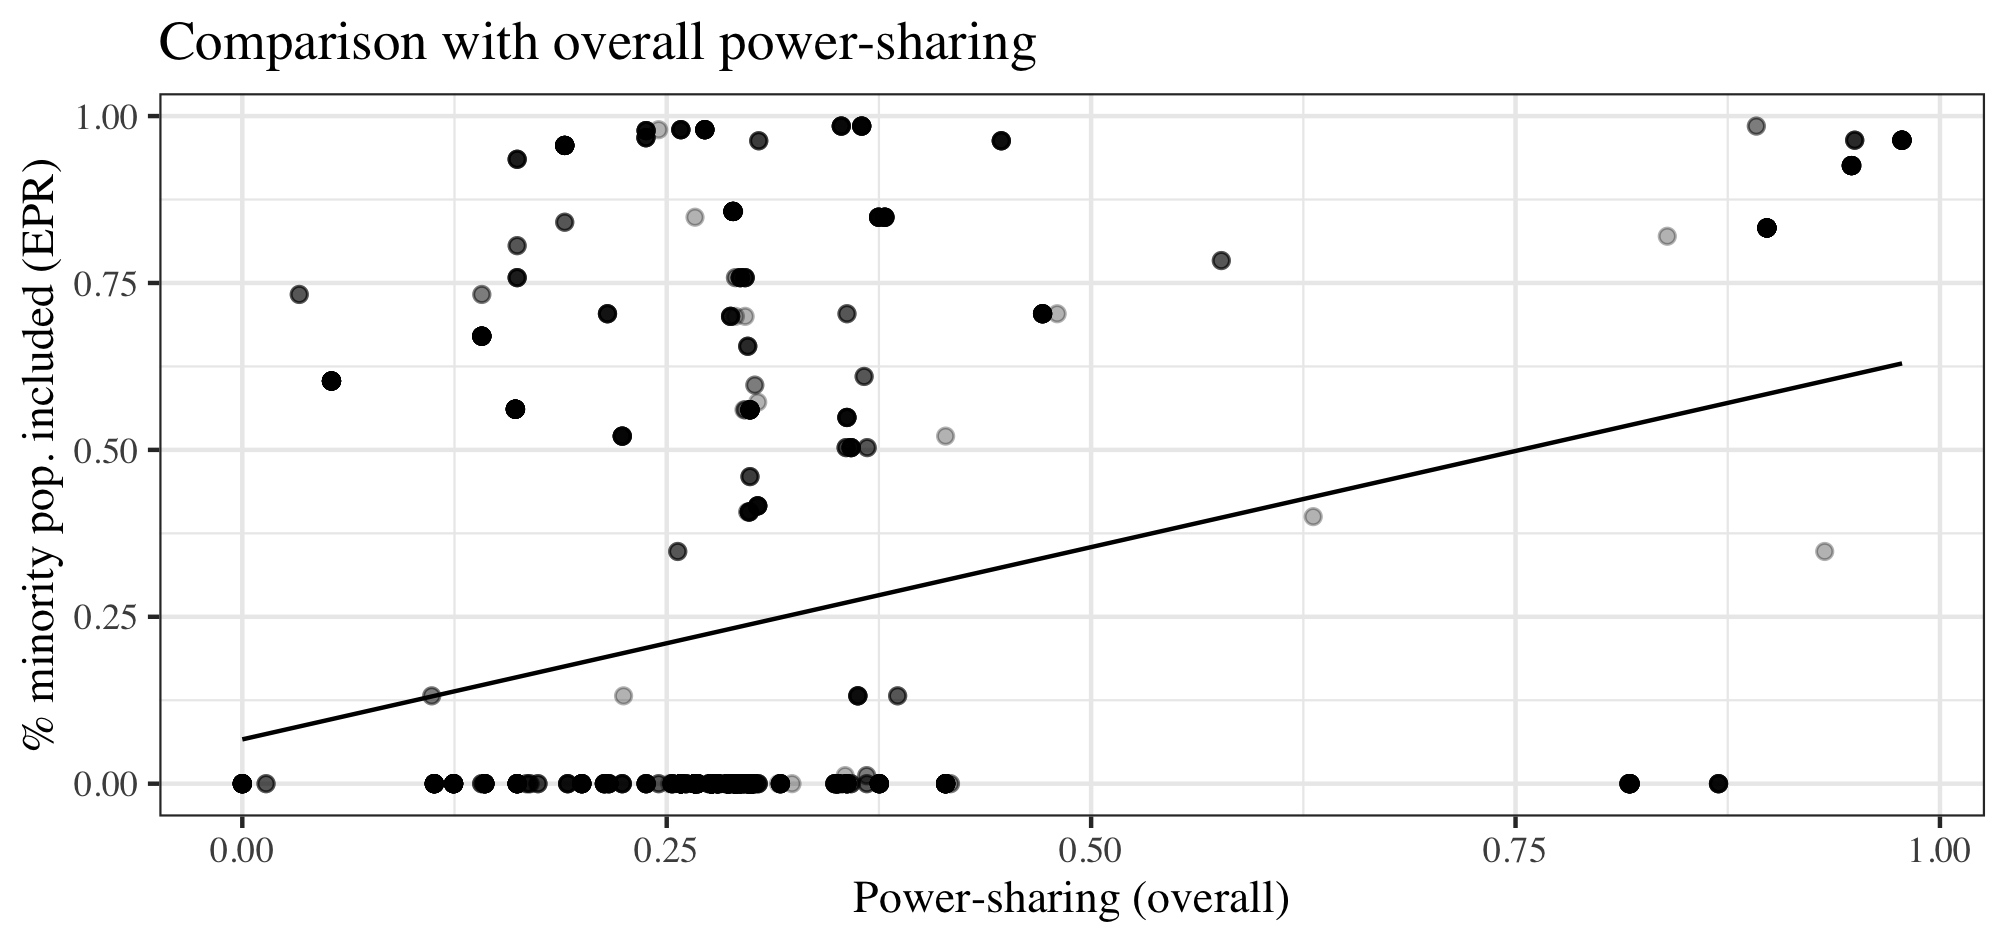 Comparison with overall power-sharing
% minority pop. included (EPR)
1.00
0.75
0.50
0.25
0.00
0.00 0.25 0.50 0.75 1.00
Power-sharing (overall)